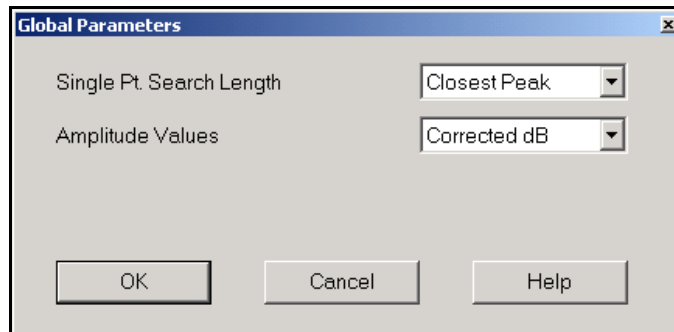 Global Parameters
Single Pt. Search Length Closest Peak
Amplitude Values Corrected dB
OK Cancel Help